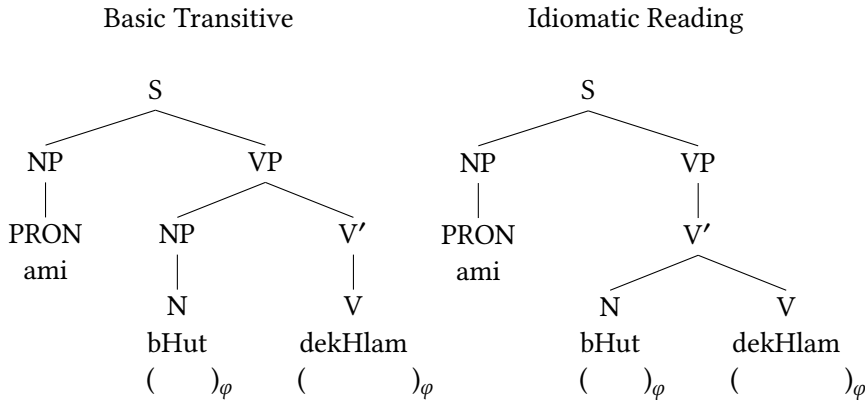 Basic Transitive Idiomatic Reading
S S
NP VP NP VP
PRON NP V′ PRON V′
ami ami
N V N V
bHut dekHlam bHut dekHlam
( )φ ( )φ ( )φ ( )φ